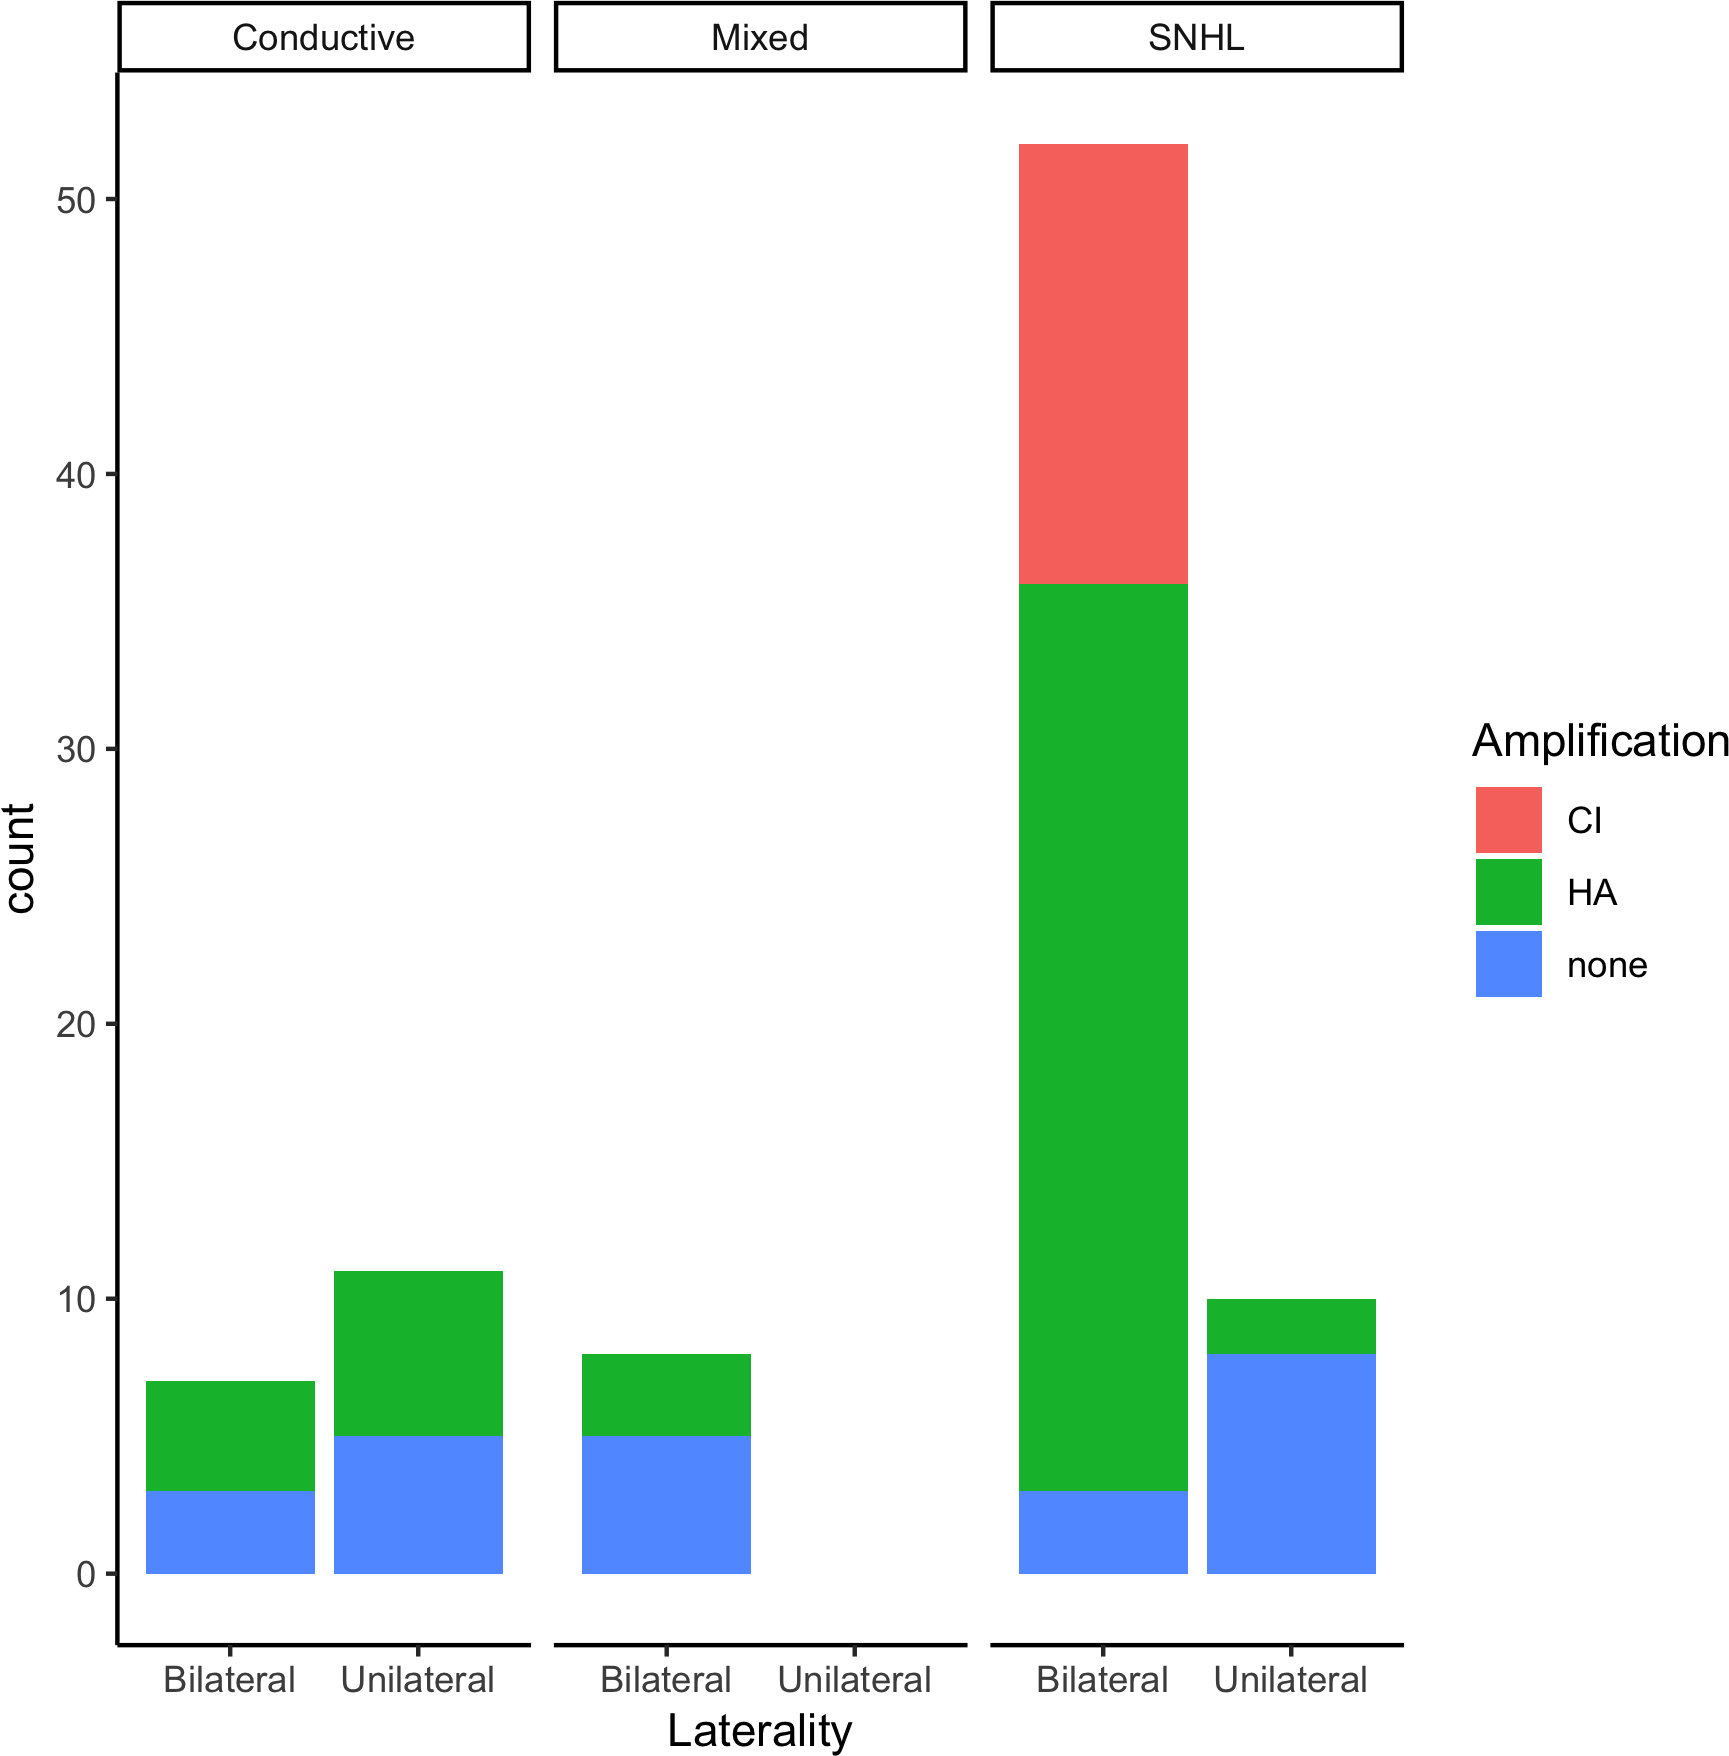 Conductive Mixed SNHL
50
40
30
20
10
0
count
Bilateral Unilateral Bilateral Unilateral Bilateral Unilateral
Laterality
Amplification
CI
HA
none